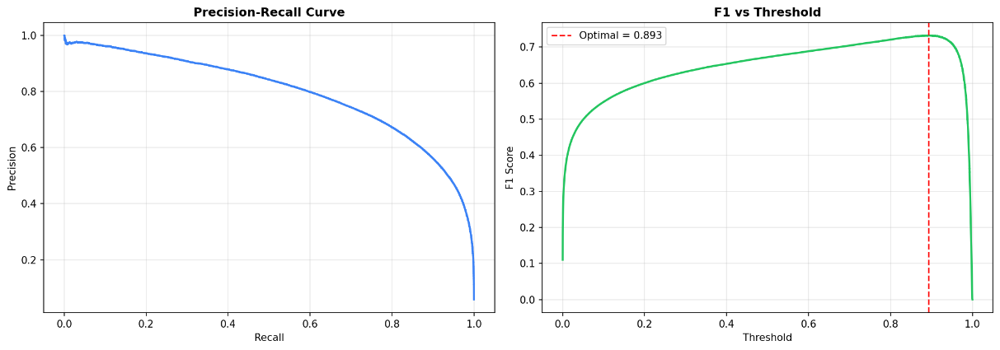 Precision-Recall Curve
1.0
0.8
0.6
0.4
0.2
Precision
0.0 0.2 0.4 0.6 0.8 1.0
Recall
F1 vs Threshold
Optimal = 0.893
0.7
0.6
0.5
0.4
0.3
0.2
0.1
0.0
F1 Score
0.0 0.2 0.4 0.6 0.8 1.0
Threshold